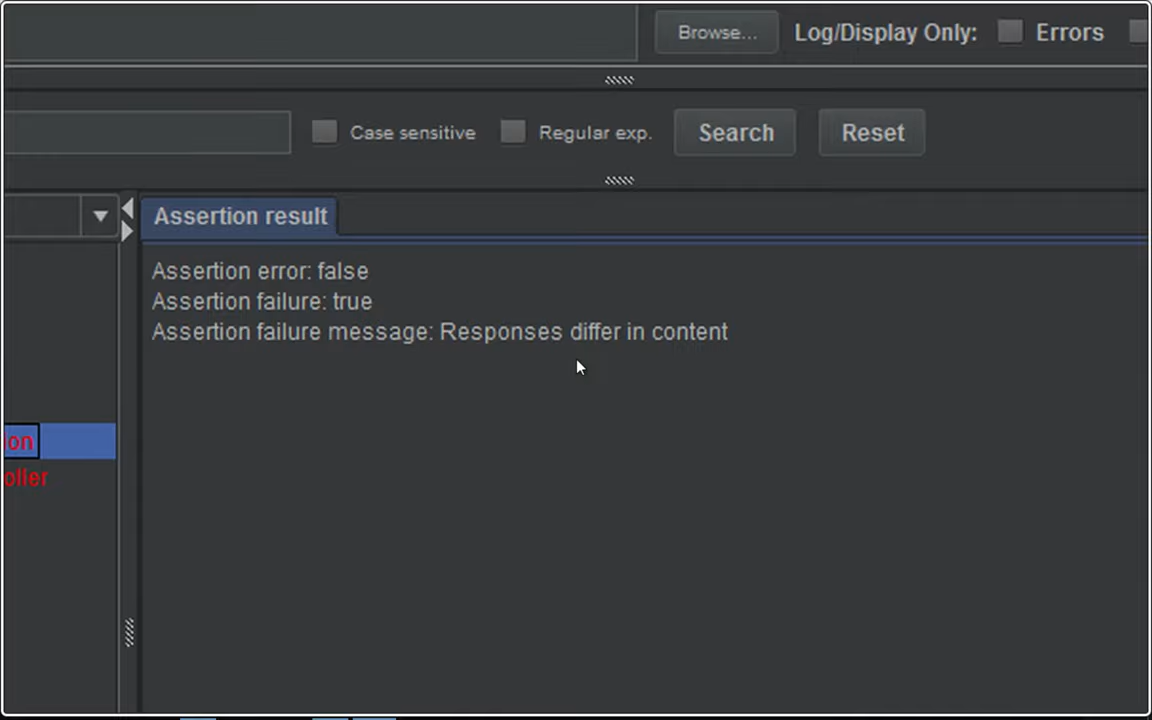 Browse... Log/Display Only: Errors
Case sensitive Regular exp. Search Reset
Assertion result
Assertion error: false
Assertion failure: true
Assertion failure message: Responses differ in content
ion
oller